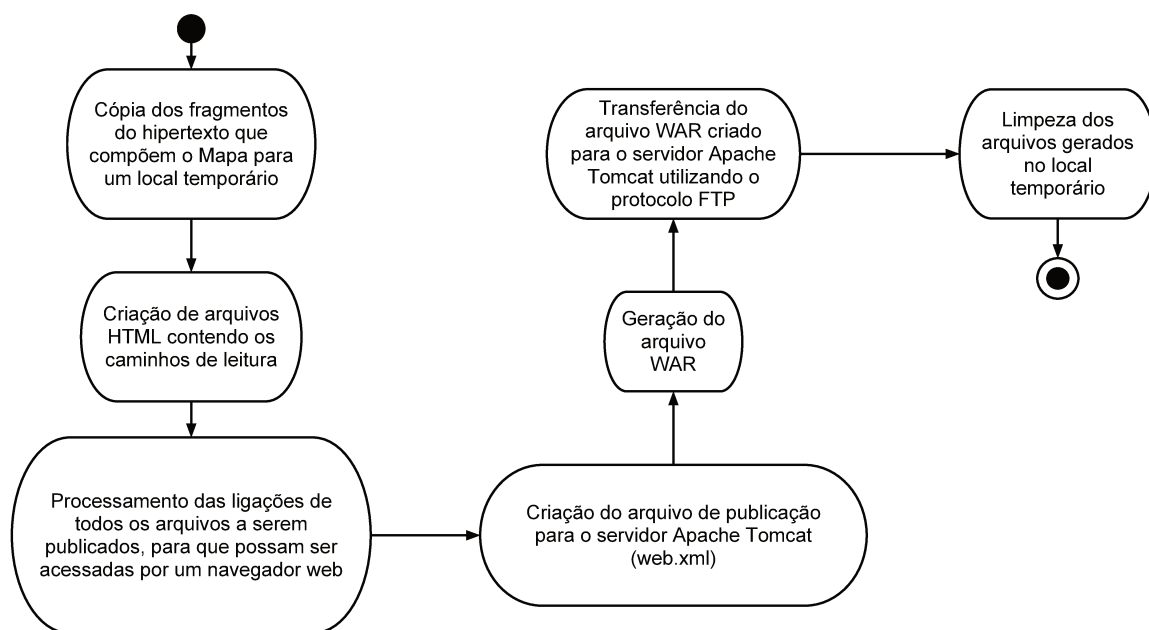 Cópia dos fragmentos
do hipertexto que
compõem o Mapa para
um local temporário
Criação de arquivos
HTML contendo os
caminhos de leitura
Processamento das ligações de
todos os arquivos a serem
publicados, para que possam ser
acessadas por um navegador web
Criação do arquivo de publicação
para o servidor Apache Tomcat
(web.xml)
Geração do
arquivo
WAR
Transferência do
arquivo WAR criado
para o servidor Apache
Tomcat utilizando o
protocolo FTP
Limpeza dos
arquivos gerados
no local
temporário